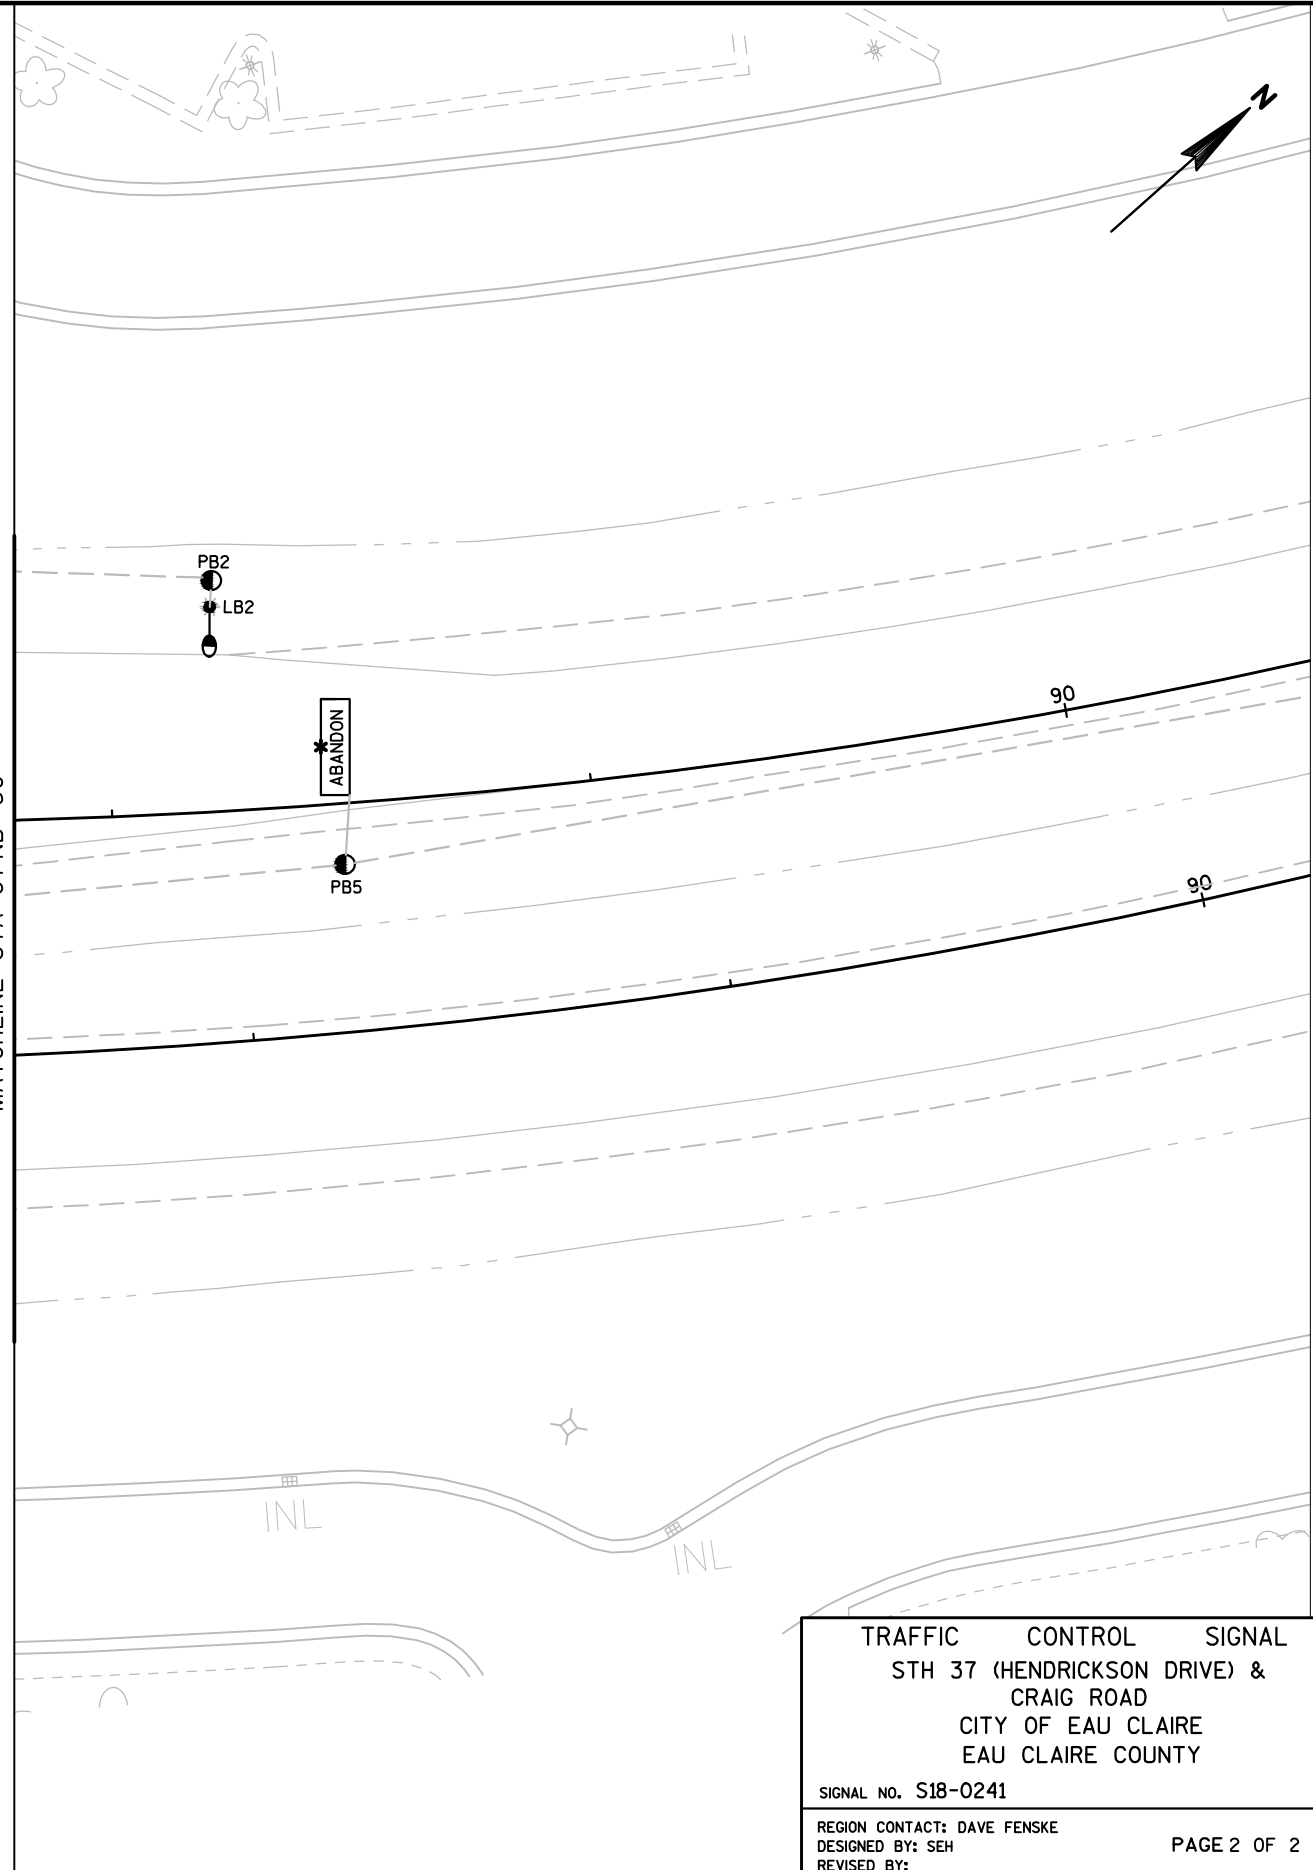 N
PB2
LB2
ABANDON
90
PB5
90
INL
INL
TRAFFIC CONTROL SIGNAL
STH 37 (HENDRICKSON DRIVE) &
CRAIG ROAD
CITY OF EAU CLAIRE
EAU CLAIRE COUNTY
SIGNAL NO. S18-0241
REGION CONTACT: DAVE FENSKE
DESIGNED BY: SEH
PAGE 2 OF 2
REVISED BY: